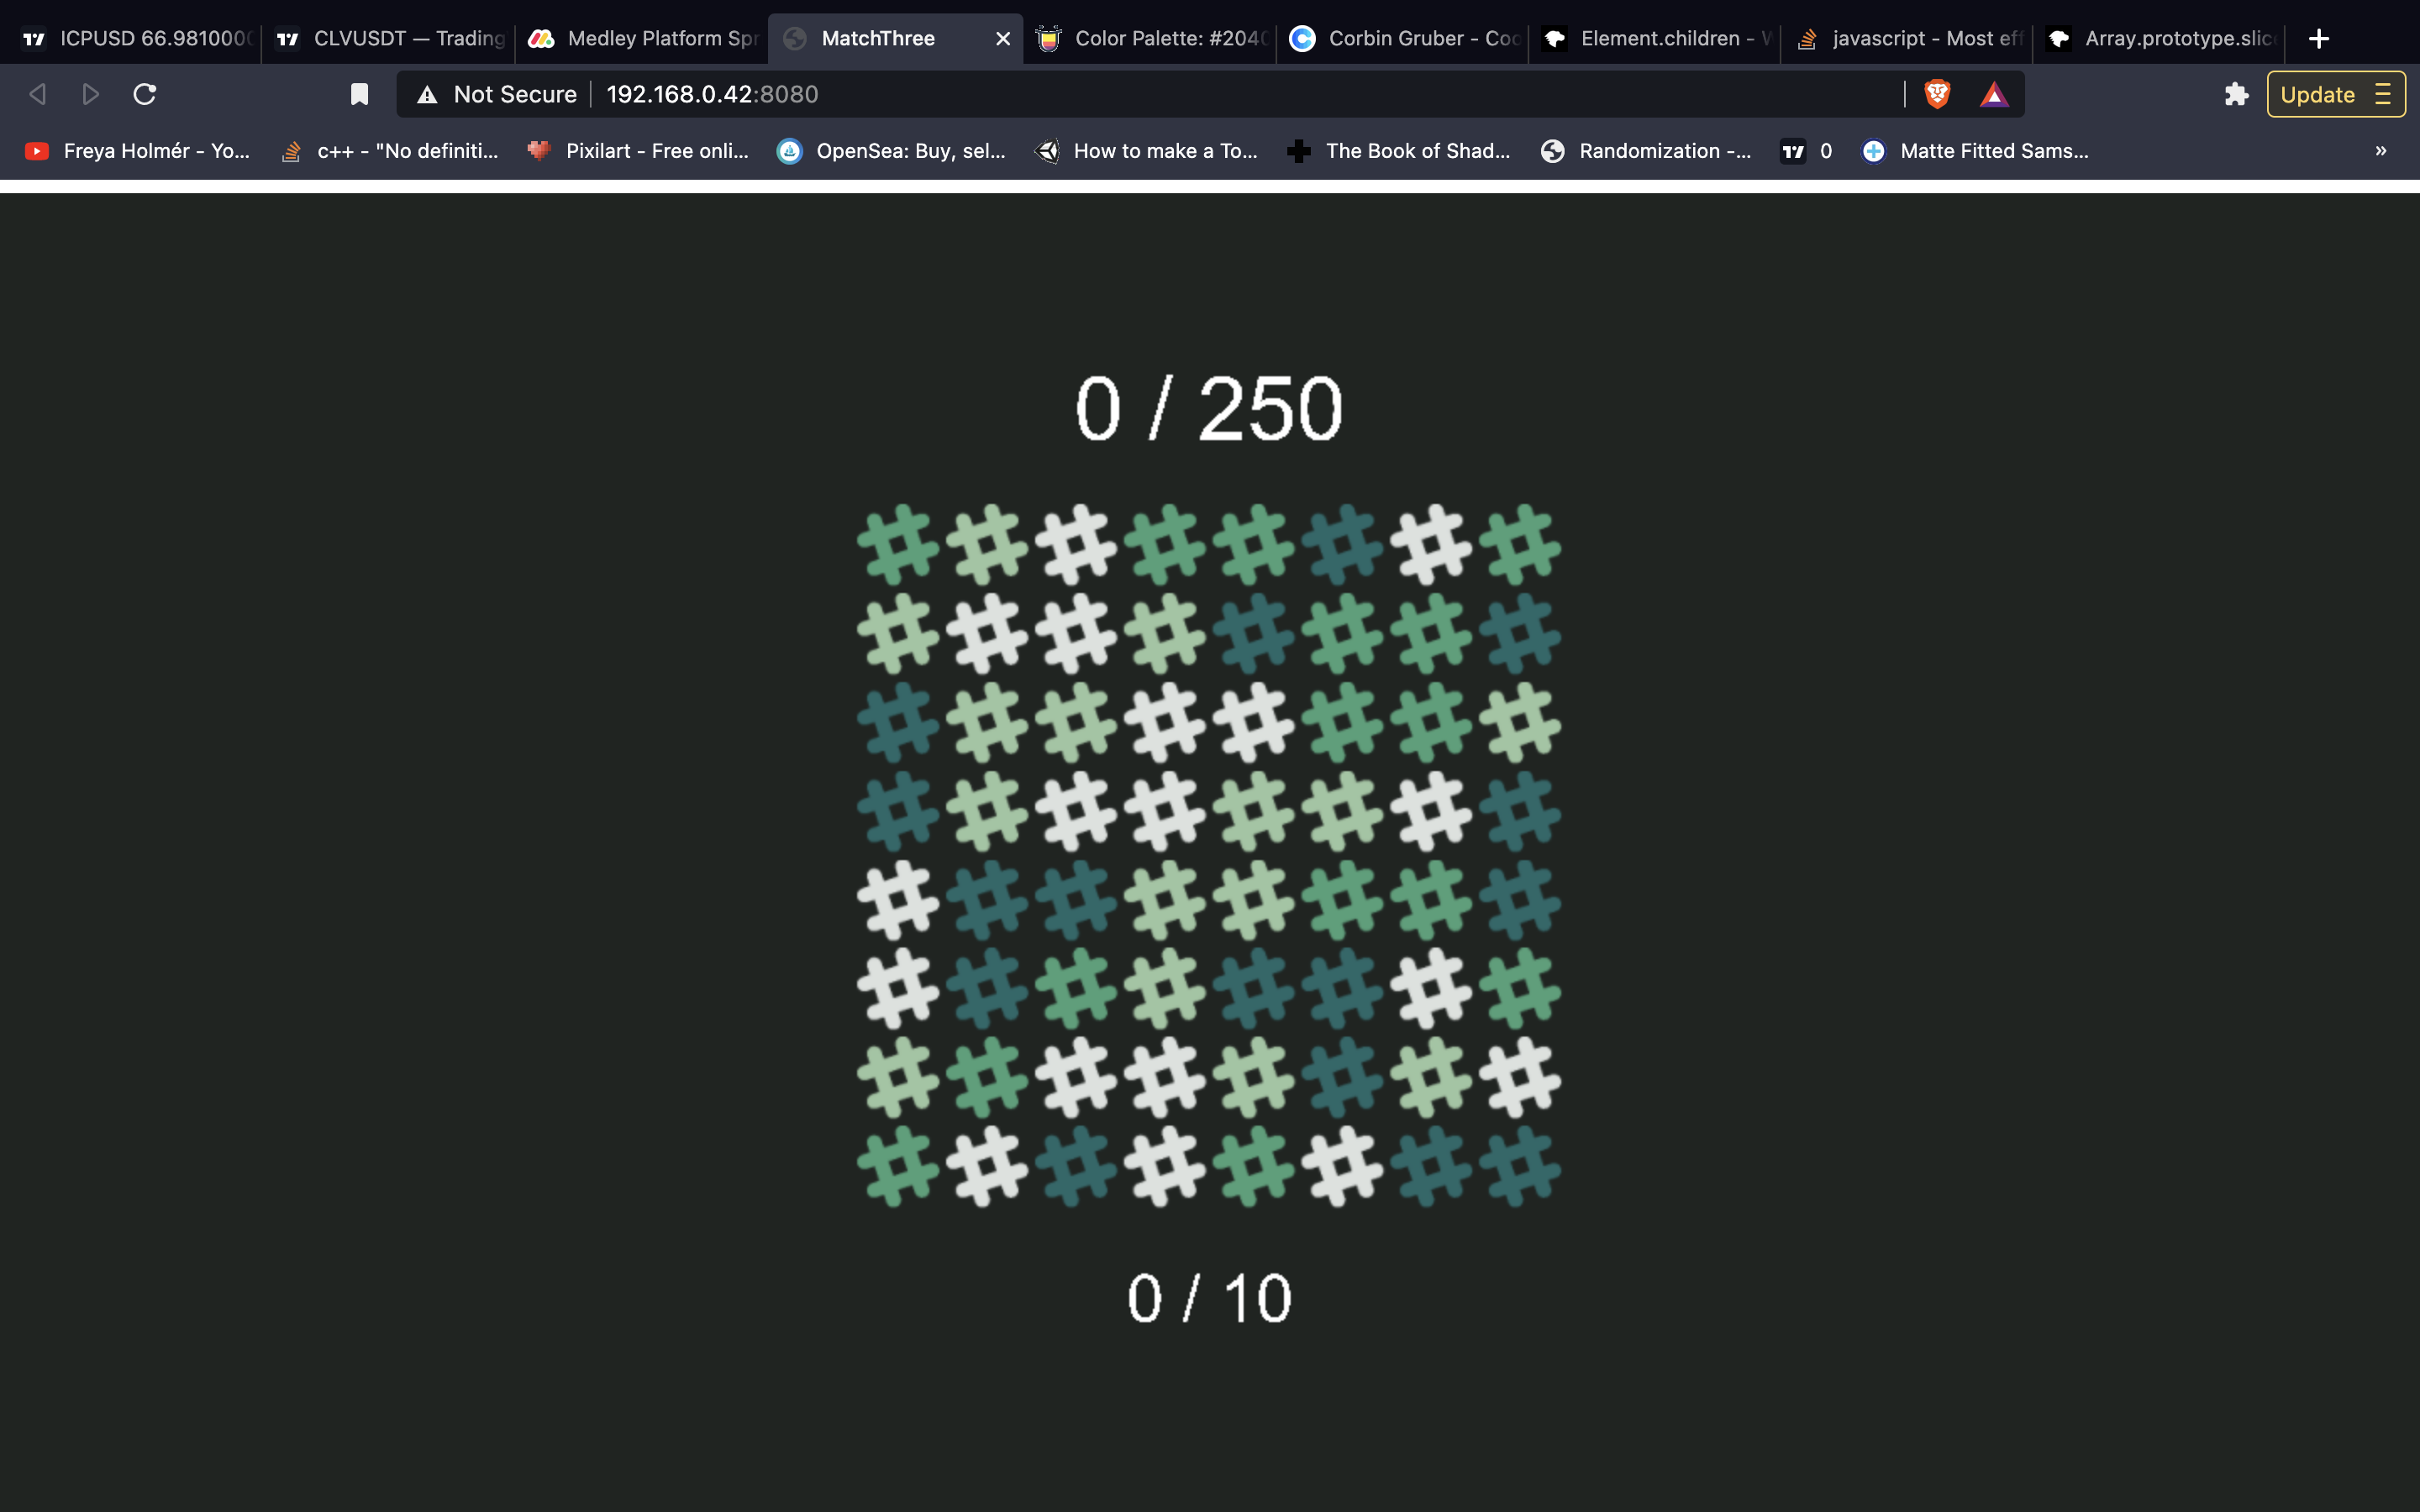 ICPUSD 66.981000 CLVUSDT — Trading Medley Platform Spr MatchThree Color Palette: #2040 Corbin Gruber - Coo Element.children - javascript - Most eff Array.prototype.slic
Not Secure 192.168.0.42:8080 Update
Freya Holmér - Yo... c++ - "No definiti... Pixilart - Free onli... OpenSea: Buy, sel... How to make a To... The Book of Shad... Randomization -... 0 Matte Fitted Sams... »
0 / 250
0 / 10